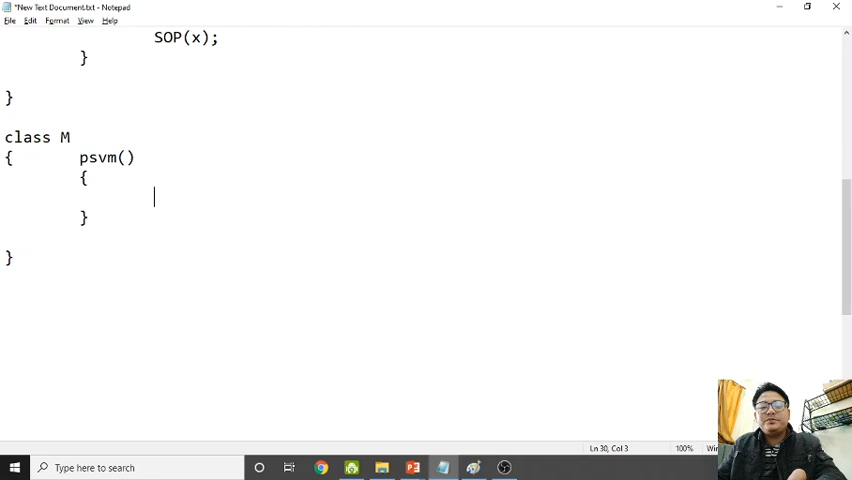 *New Text Document.txt - Notepad
File Edit Format View Help
SOP(x);
}
}
class M
{ psvm()
{
}
}
Ln 30, Col 3
100%
Win
Type here to search